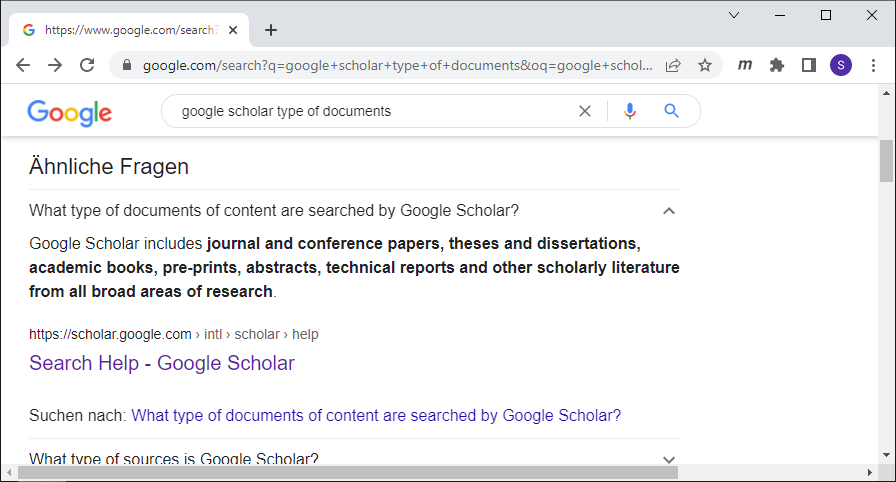 https://www.google.com/search?
google.com/search?q=google+scholar+type+of+documents&oq=google+schol...
m
S
Google
google scholar type of documents
Ähnliche Fragen
What type of documents of content are searched by Google Scholar?
Google Scholar includes journal and conference papers, theses and dissertations,
academic books, pre-prints, abstracts, technical reports and other scholarly literature
from all broad areas of research.
https://scholar.google.com › intl › scholar › help
Search Help - Google Scholar
Suchen nach: What type of documents of content are searched by Google Scholar?
What type of sources is Google Scholar?